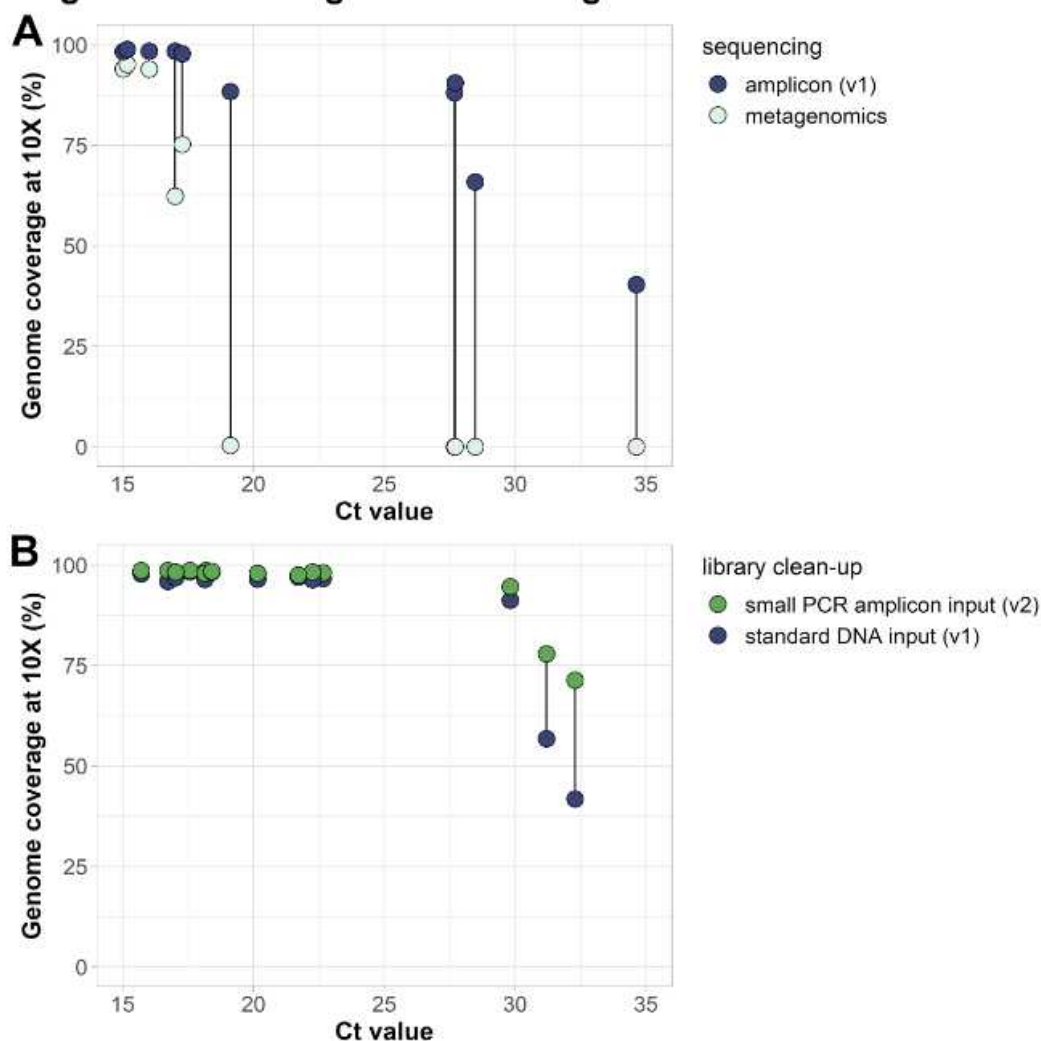 A
Genome coverage at 10X (%)
100
75
50
25
0
15 20 25 30 35
Ct value
sequencing
amplicon (v1)
metagenomics
B
Genome coverage at 10X (%)
100
75
50
25
0
15 20 25 30 35
Ct value
library clean-up
small PCR amplicon input (v2)
standard DNA input (v1)